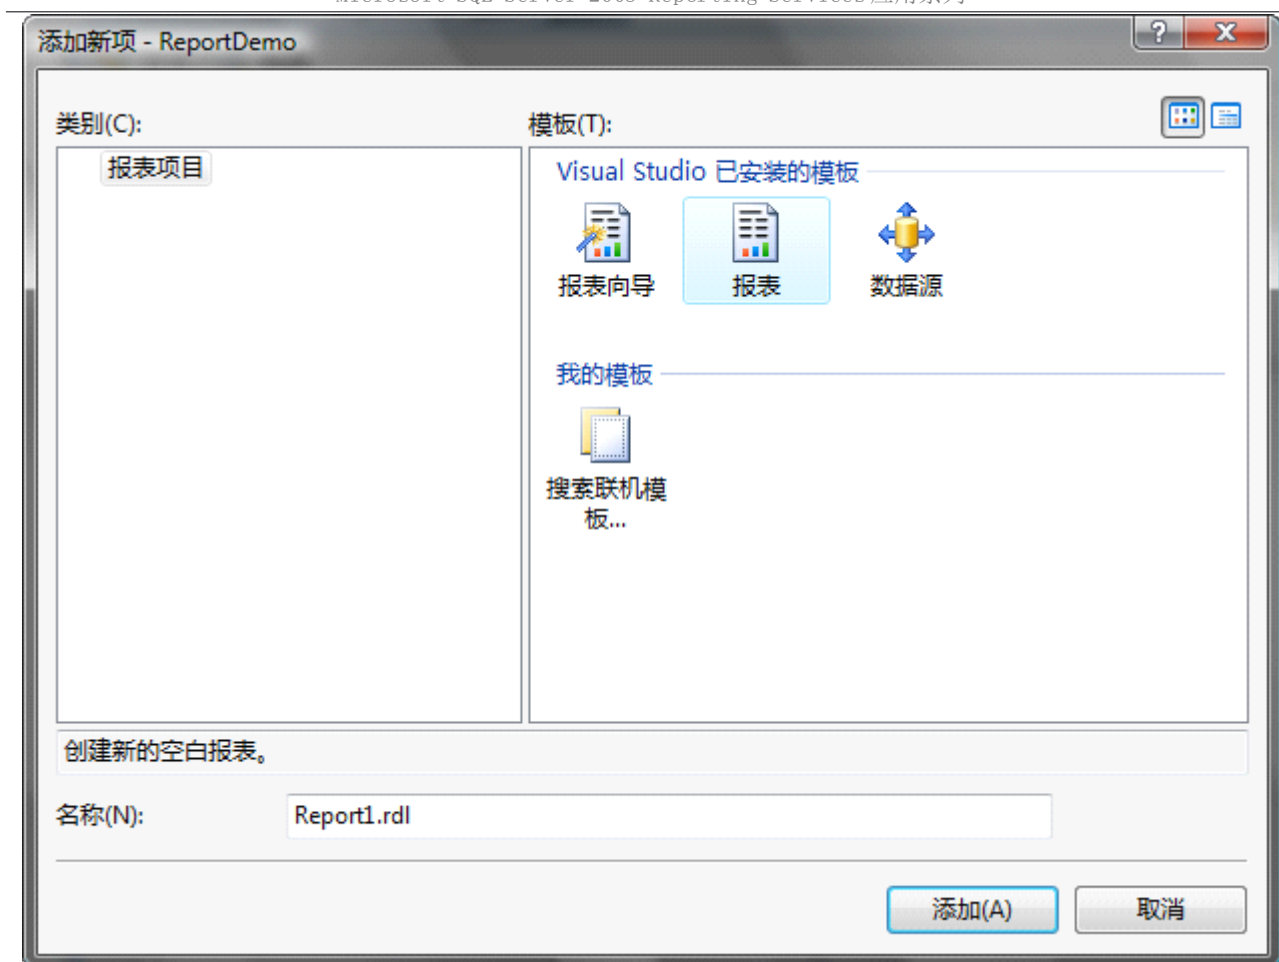 添加新项 - ReportDemo
类别(C):
模板(T):
报表项目
Visual Studio 已安装的模板
报表向导
报表
数据源
我的模板
搜索联机模
板...
创建新的空白报表。
名称(N):
Report1.rdl
添加(A)
取消